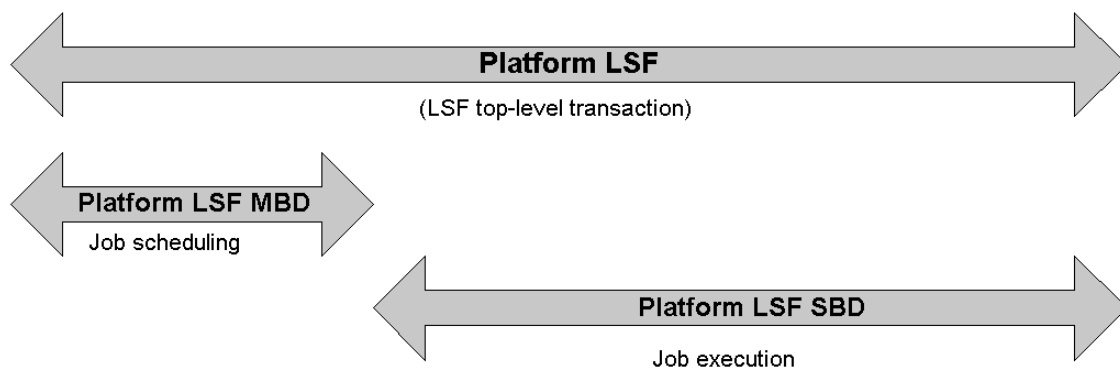 Platform LSF
(LSF top-level transaction)
Platform LSF MBD
Job scheduling
Platform LSF SBD
Job execution